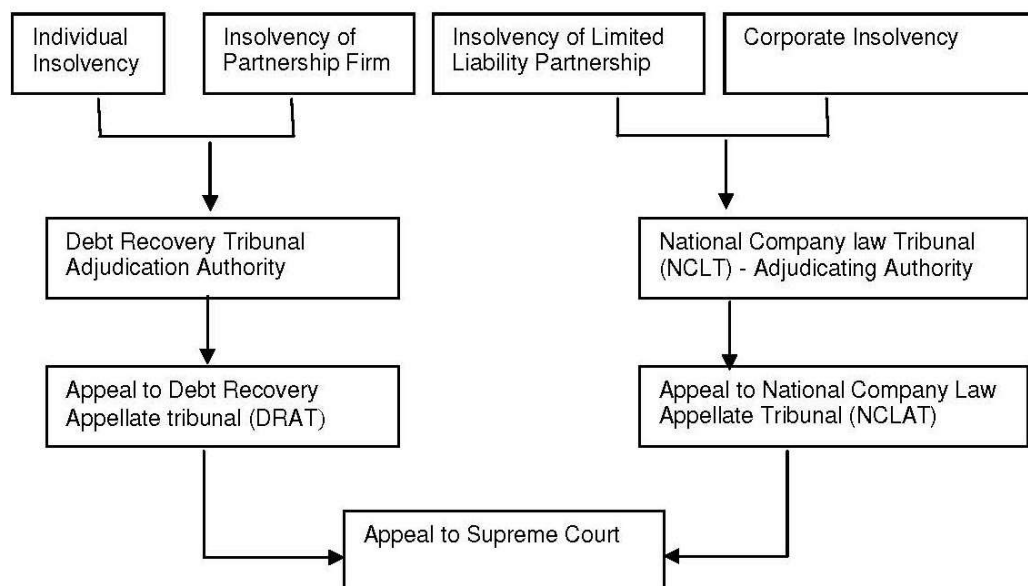 Individual
Insolvency
Insolvency of
Partnership Firm
Insolvency of Limited
Liability Partnership
Corporate Insolvency
Debt Recovery Tribunal
Adjudication Authority
National Company law Tribunal
(NCLT) - Adjudicating Authority
Appeal to Debt Recovery
Appellate tribunal (DRAT)
Appeal to National Company Law
Appellate Tribunal (NCLAT)
Appeal to Supreme Court